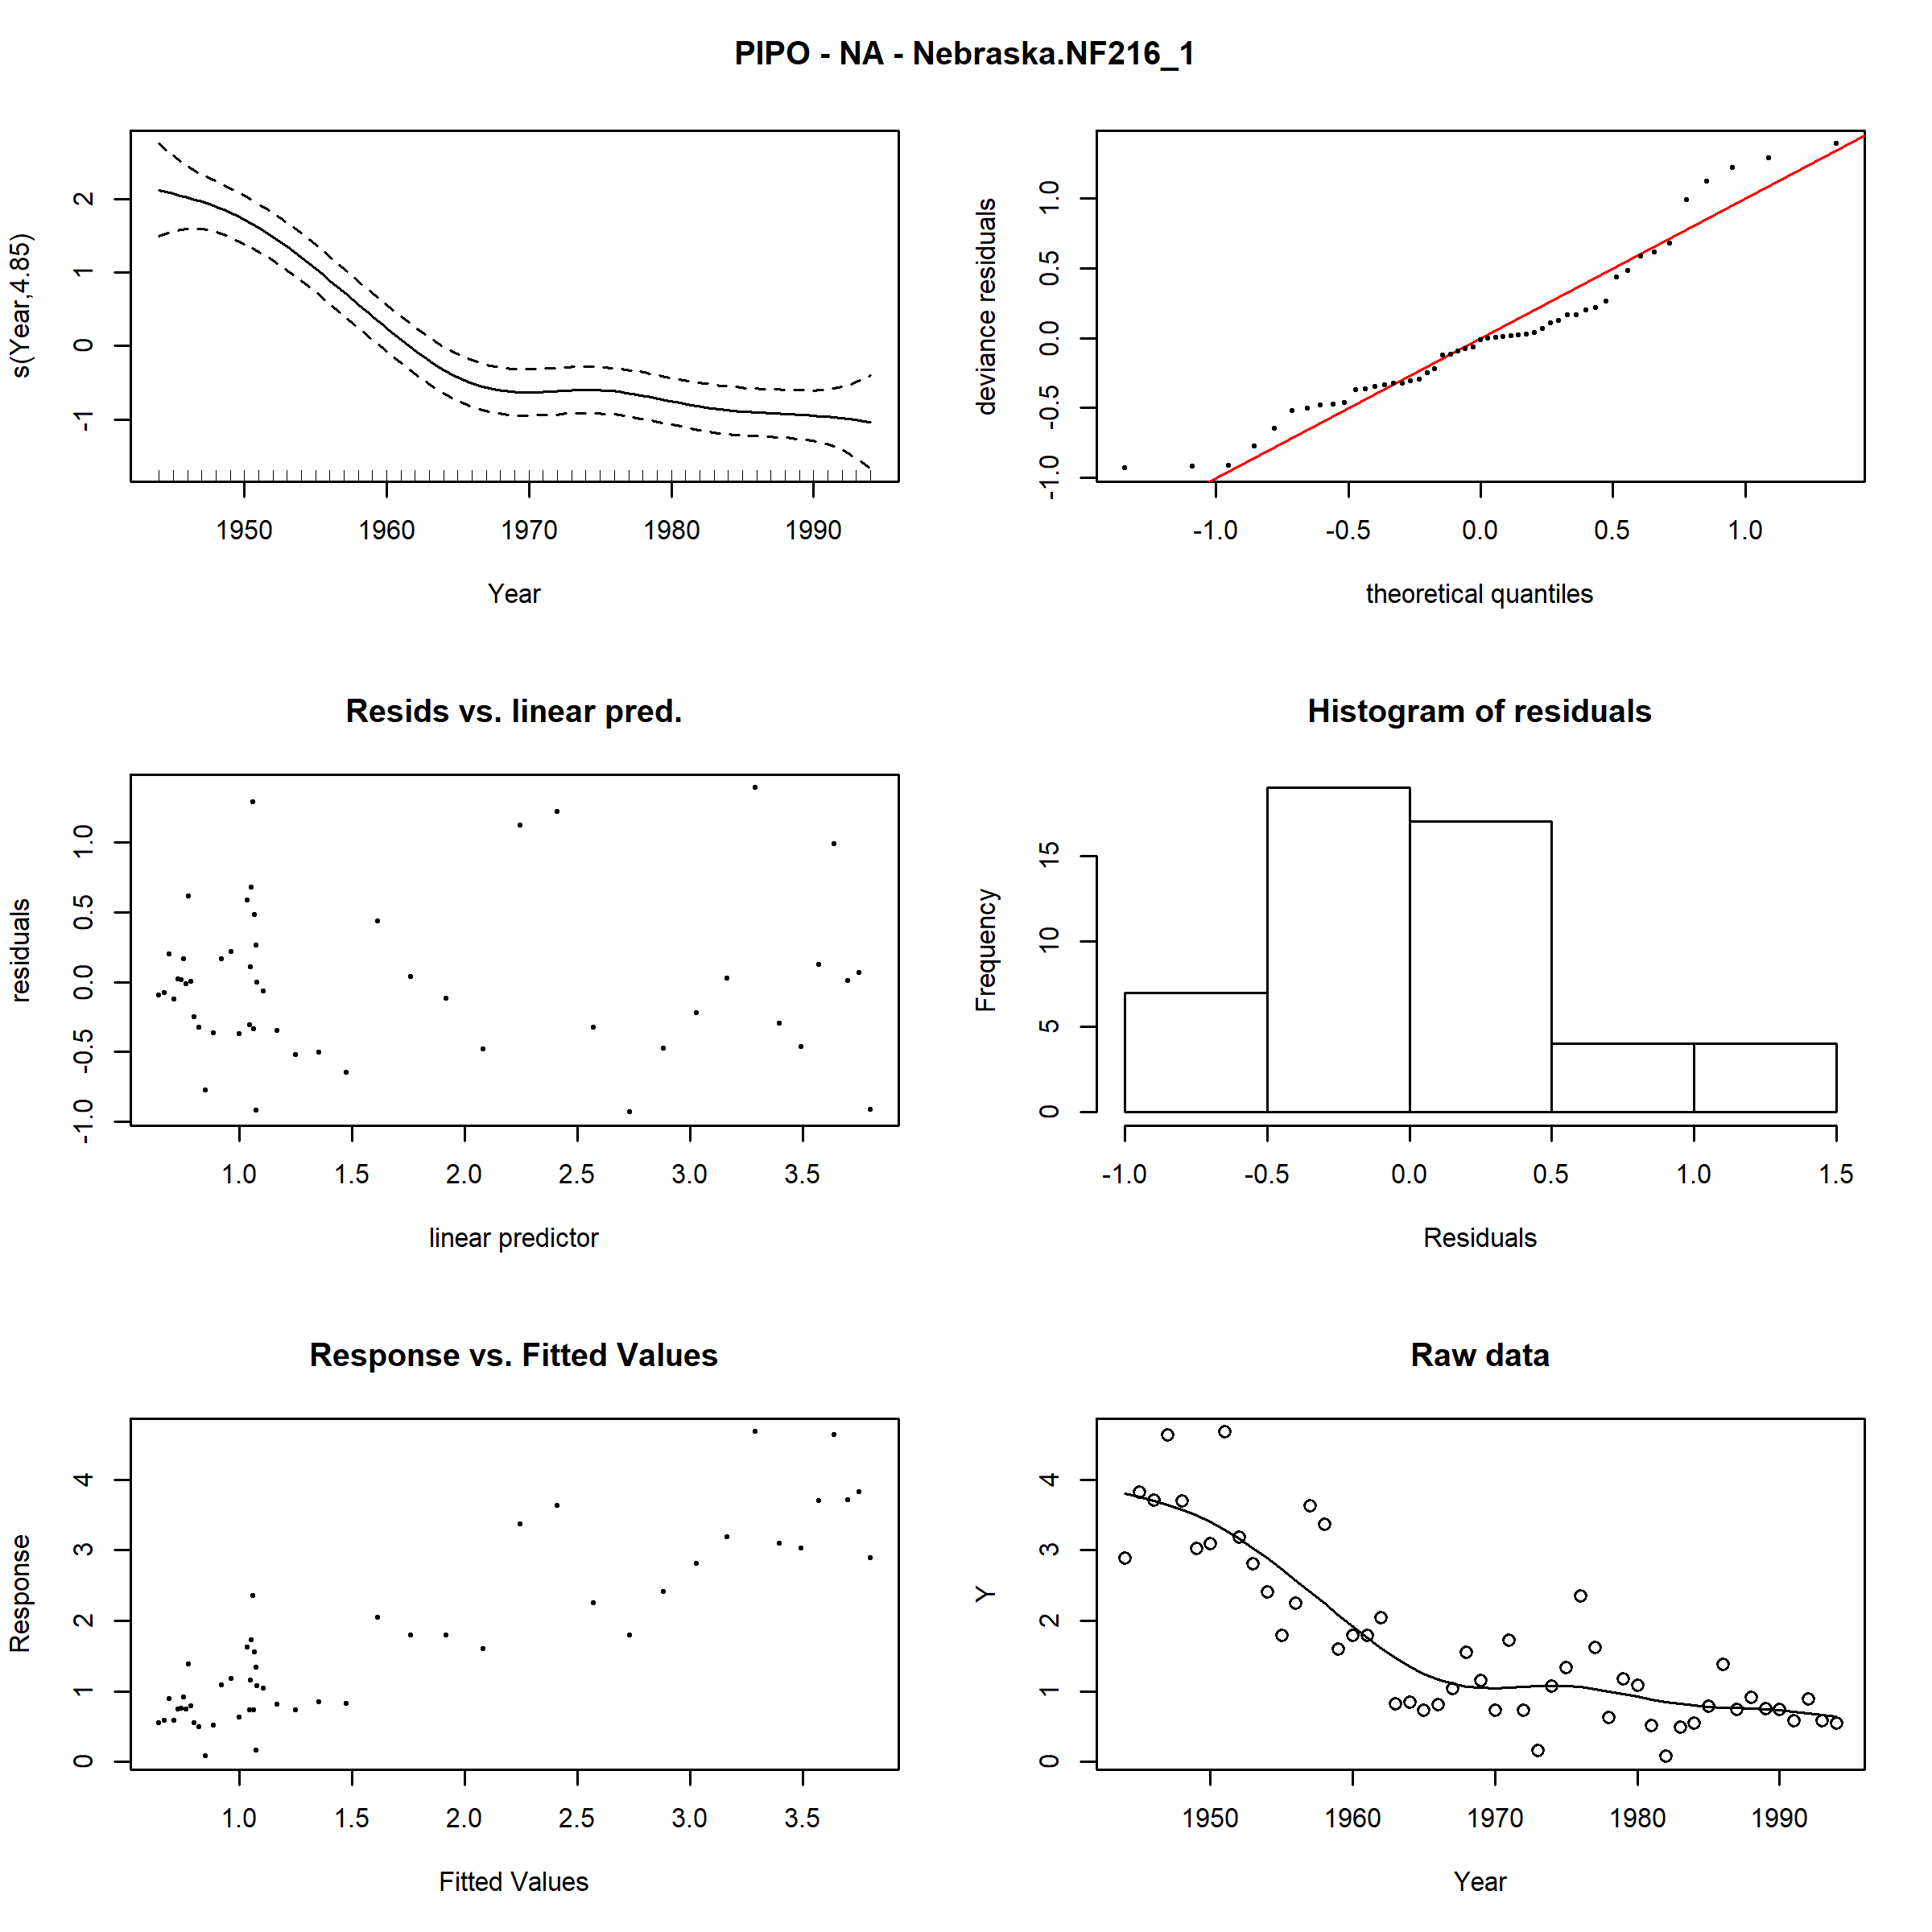 PIPO - NA - Nebraska.NF216_1
s(Year,4.85)
2
1
0
-1
1950 1960 1970 1980 1990
Year
deviance residuals
1.0
0.5
0.0
-0.5
-1.0
-1.0 -0.5 0.0 0.5 1.0
theoretical quantiles
Resids vs. linear pred.
residuals
1.0
0.5
0.0
-0.5
-1.0
1.0 1.5 2.0 2.5 3.0 3.5
linear predictor
Histogram of residuals
Frequency
15
10
5
0
-1.0 -0.5 0.0 0.5 1.0 1.5
Residuals
Response vs. Fitted Values
Response
4
3
2
1
0
1.0 1.5 2.0 2.5 3.0 3.5
Fitted Values
Raw data
Y
4
3
2
1
0
1950 1960 1970 1980 1990
Year